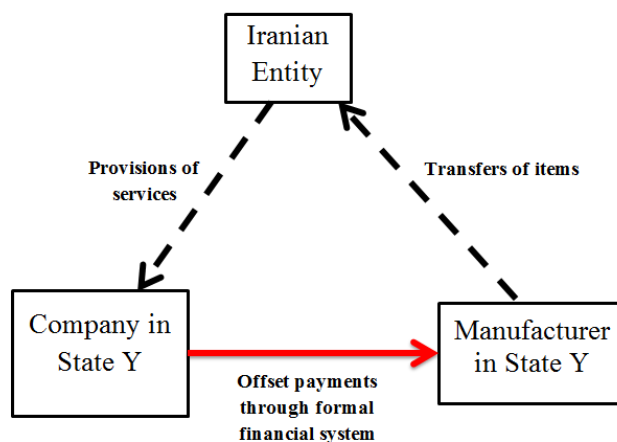 Iranian
Entity
Provisions of
services
Transfers of items
Company in
State Y
Manufacturer
in State Y
Offset payments
through formal
financial system